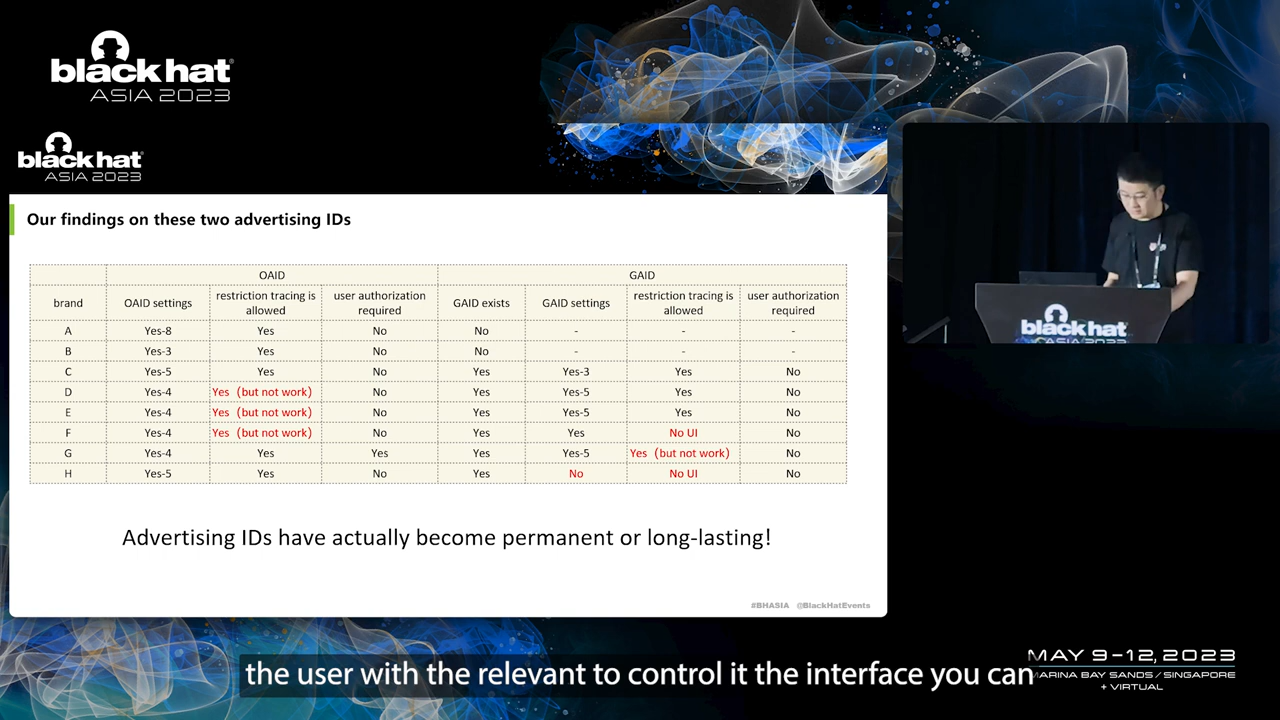 black hat
ASIA 2023
black hat
ASIA 2023
Our findings on these two advertising IDs
OAID GAID
brand OAID settings restriction tracing is allowed user authorization required GAID exists GAID settings restriction tracing is allowed user authorization required
A Yes-8 Yes No No - - -
B Yes-3 Yes No No - - -
C Yes-5 Yes No Yes Yes-3 Yes No
D Yes-4 Yes (but not work) No Yes Yes-5 Yes No
E Yes-4 Yes (but not work) No Yes Yes-5 Yes No
F Yes-4 Yes (but not work) No Yes Yes No UI No
G Yes-4 Yes Yes Yes Yes-5 Yes (but not work) No
H Yes-5 Yes No Yes No No UI No
Advertising IDs have actually become permanent or long-lasting!
#BHASIA @BlackHatEvents
black hat
ASIA 2023
the user with the relevant to control it the interface you can
MAY 9-12, 2023
MARINA BAY SANDS / SINGAPORE
+ VIRTUAL